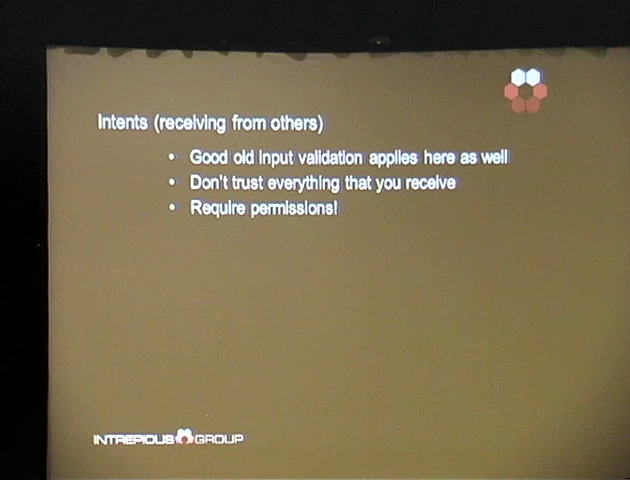 Intents (receiving from others)
• Good old input validation applies here as well
• Don't trust everything that you receive
• Require permissions!
INTREPIDUS GROUP